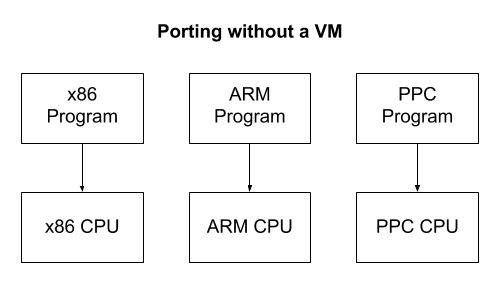 Porting without a VM
x86
Program
ARM
Program
PPC
Program
x86 CPU
ARM CPU
PPC CPU